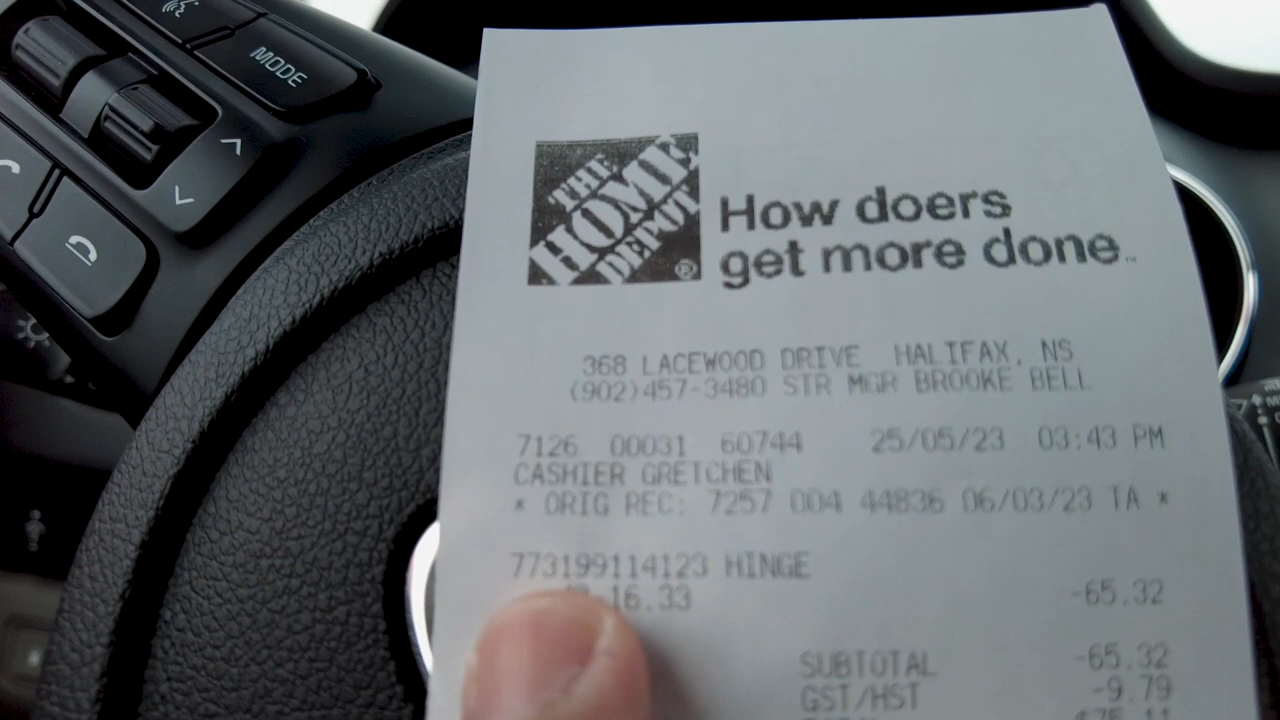 MODE
THE
HOME
DEPOT
®
How doers
get more done™
368 LACEWOOD DRIVE HALIFAX, NS
(902)457-3480 STR MGR BROOKE BELL
7126 00031 60744 25/05/23 03:43 PM
CASHIER GRETCHEN
* ORIG REC: 7257 004 44836 06/03/23 TA *
773199114123 HINGE
-16.33 -65.32
SUBTOTAL -65.32
GST/HST -9.79